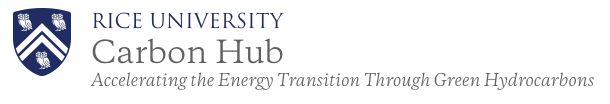 RICE UNIVERSITY
Carbon Hub
Accelerating the Energy Transition Through Green Hydrocarbons